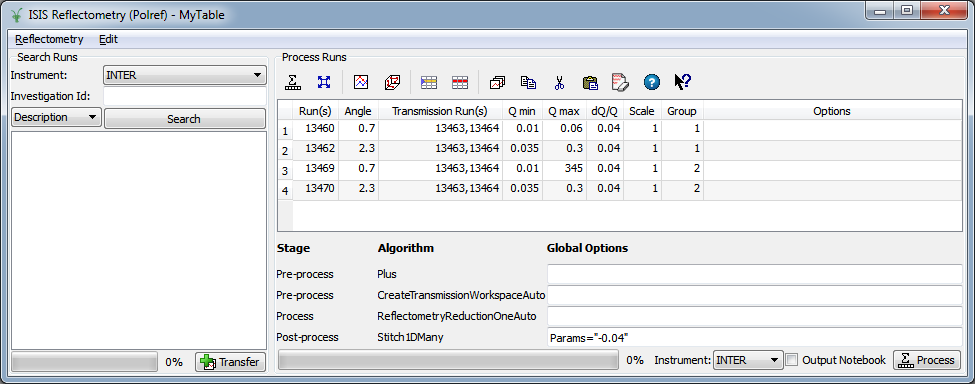 ISIS Reflectometry (Polref) - MyTable
Reflectometry Edit
Search Runs
Instrument: INTER
Investigation Id:
Description Search
0% Transfer
Process Runs
Run(s) Angle Transmission Run(s) Q min Q max dQ/Q Scale Group Options
1 13460 0.7 13463,13464 0.01 0.06 0.04 1 1
2 13462 2.3 13463,13464 0.035 0.3 0.04 1 1
3 13469 0.7 13463,13464 0.01 345 0.04 1 2
4 13470 2.3 13463,13464 0.035 0.3 0.04 1 2
Stage Algorithm Global Options
Pre-process Plus
Pre-process CreateTransmissionWorkspaceAuto
Process ReflectometryReductionOneAuto
Post-process Stitch1DMany Params="-0.04"
0% Instrument: INTER Output Notebook Process